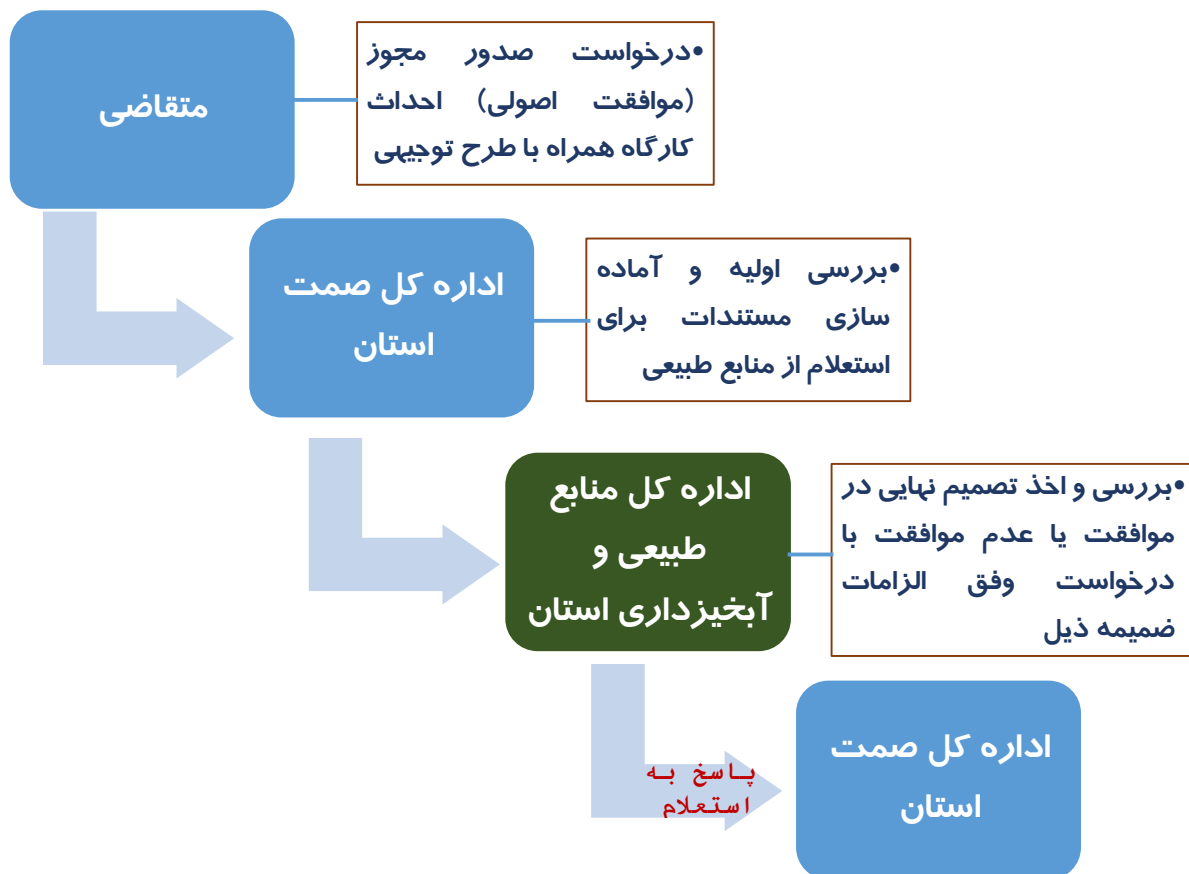 متقاضی
•درخواست صدور مجوز
(موافقت اصولی) احداث
کارگاه همراه با طرح توجیهی
اداره کل صمت
استان
•بررسی اولیه و آماده
سازی مستندات برای
استعلام از منابع طبیعی
اداره کل منابع
طبیعی و
آبخیزداری استان
•بررسی و اخذ تصمیم نهایی در
موافقت یا عدم موافقت با
درخواست وفق الزامات
ضمیمه ذیل
پاسخ به
استعلام
اداره کل صمت
استان